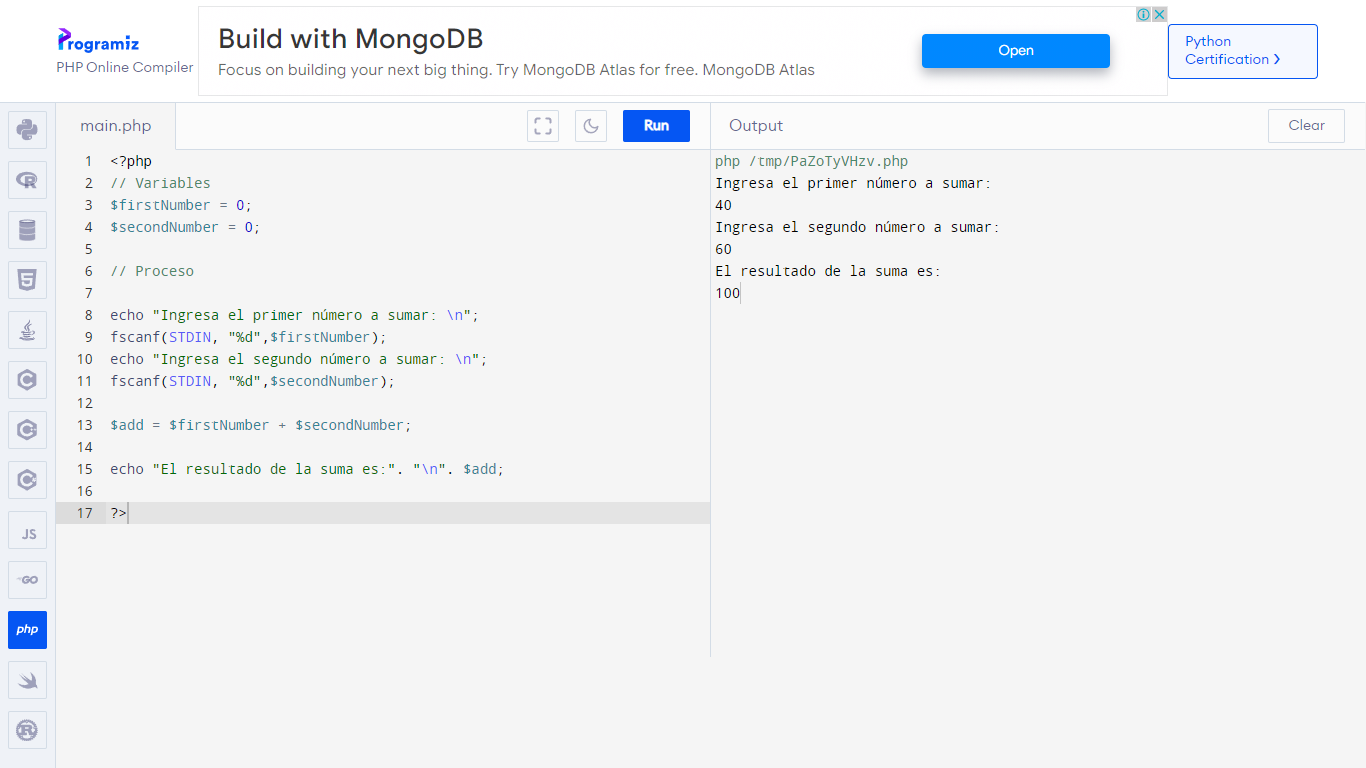 Programiz
PHP Online Compiler
Build with MongoDB
Focus on building your next big thing. Try MongoDB Atlas for free. MongoDB Atlas
Open
Python
Certification ❯
main.php
Run
Output
Clear
1 <?php
2 // Variables
3 $firstNumber = 0;
4 $secondNumber = 0;
5
6 // Proceso
7
8 echo "Ingresa el primer número a sumar: \n";
9 fscanf(STDIN, "%d",$firstNumber);
10 echo "Ingresa el segundo número a sumar: \n";
11 fscanf(STDIN, "%d",$secondNumber);
12
13 $add = $firstNumber + $secondNumber;
14
15 echo "El resultado de la suma es:". "\n". $add;
16
17 ?>
php /tmp/PaZoTyVHzv.php
Ingresa el primer número a sumar:
40
Ingresa el segundo número a sumar:
60
El resultado de la suma es:
100
R
5
C
C
C
JS
GO
php
R